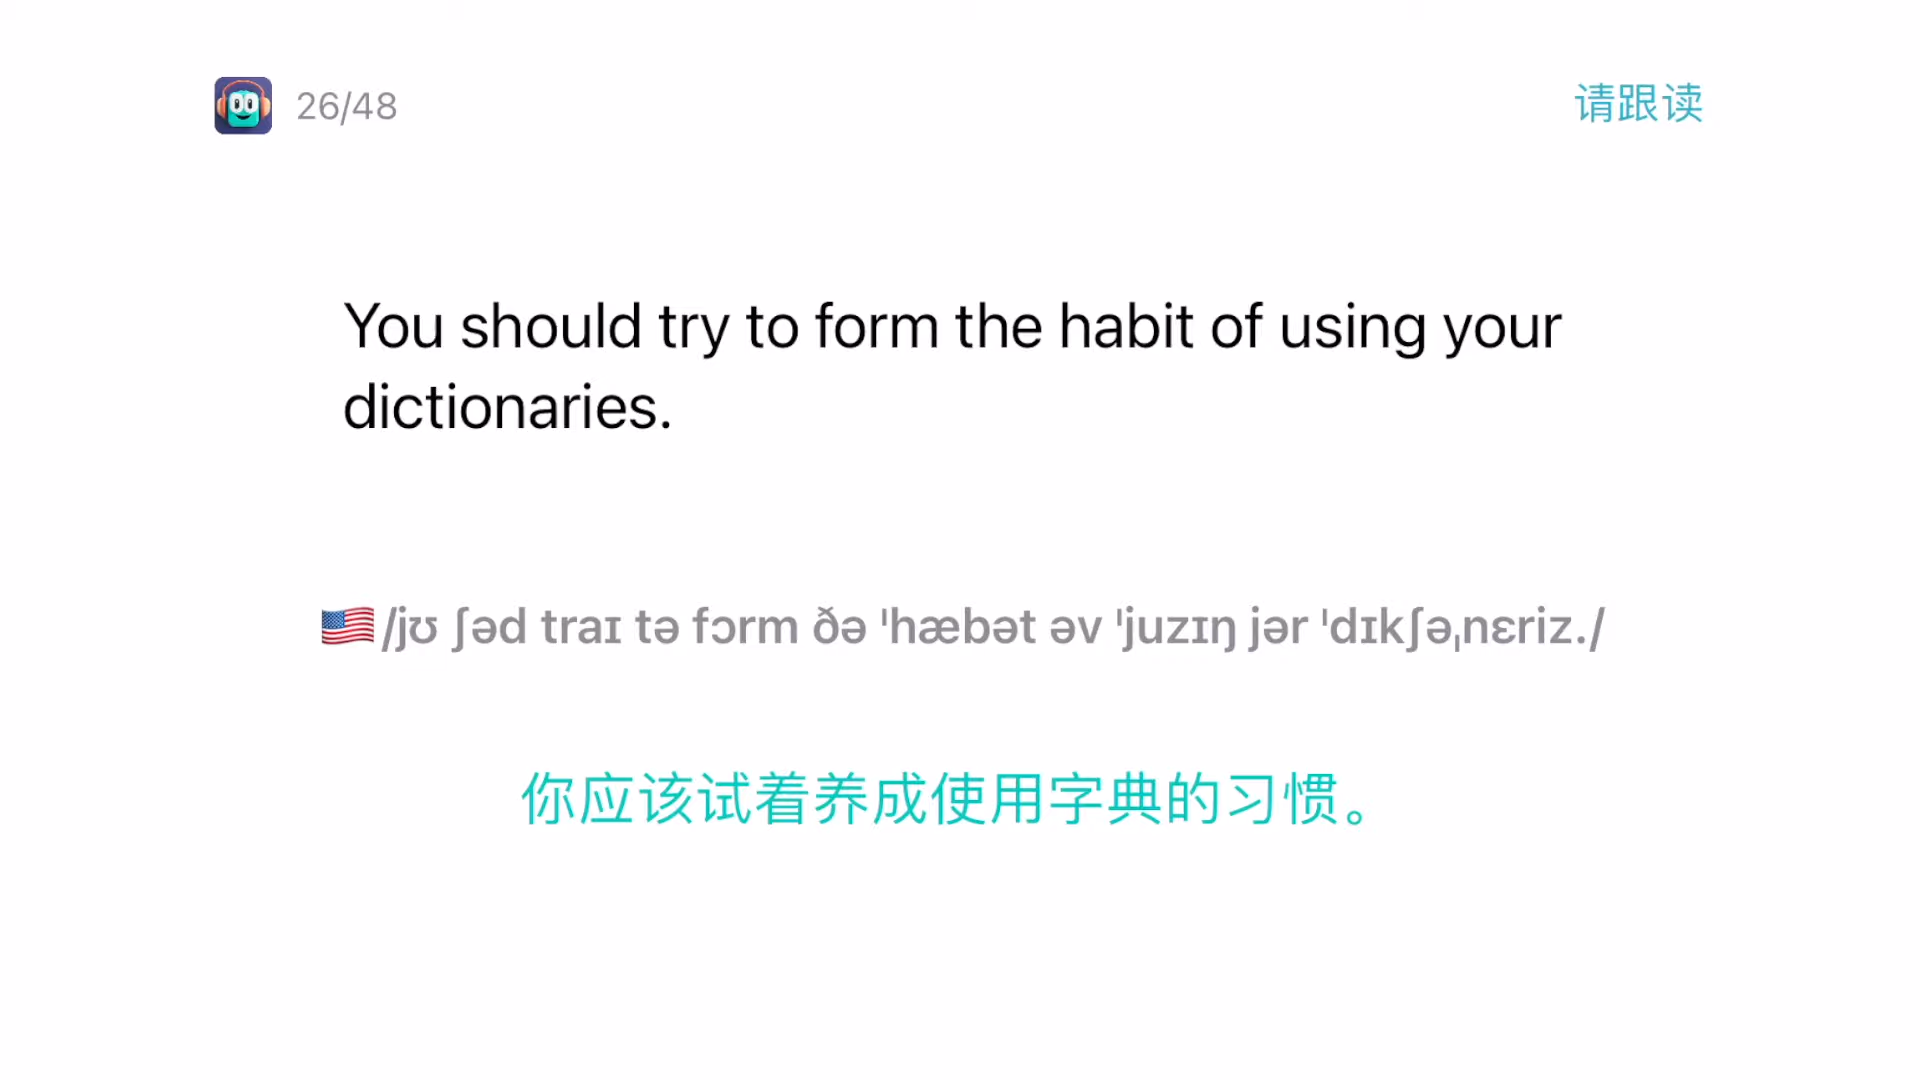 26/48
请跟读
You should try to form the habit of using your
dictionaries.
/jʊ ʃəd traɪ tə fɔrm ðə ˈhæbət əv ˈjuzɪŋ jər ˈdɪkʃəˌnɛriz./
你应该试着养成使用字典的习惯。